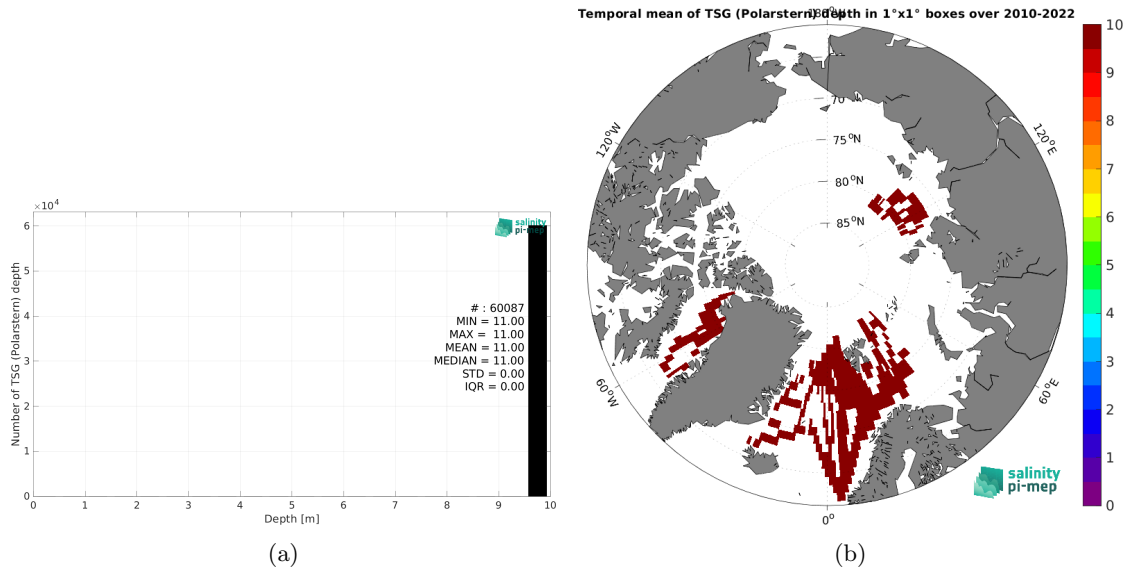 ×10⁴
6
5
4
3
2
1
0
Number of TSG (Polarstern) depth
0 1 2 3 4 5 6 7 8 9 10
Depth [m]
salinity
pi-mep
# : 60087
MIN = 11.00
MAX = 11.00
MEAN = 11.00
MEDIAN = 11.00
STD = 0.00
IQR = 0.00
(a)
Temporal mean of TSG (Polarstern) depth in 1°x1° boxes over 2010-2022
180°W
120°W
120°E
60°W
60°E
0°
70
75°N
80°N
85°N
10
9
8
7
6
5
4
3
2
1
0
salinity
pi-mep
(b)